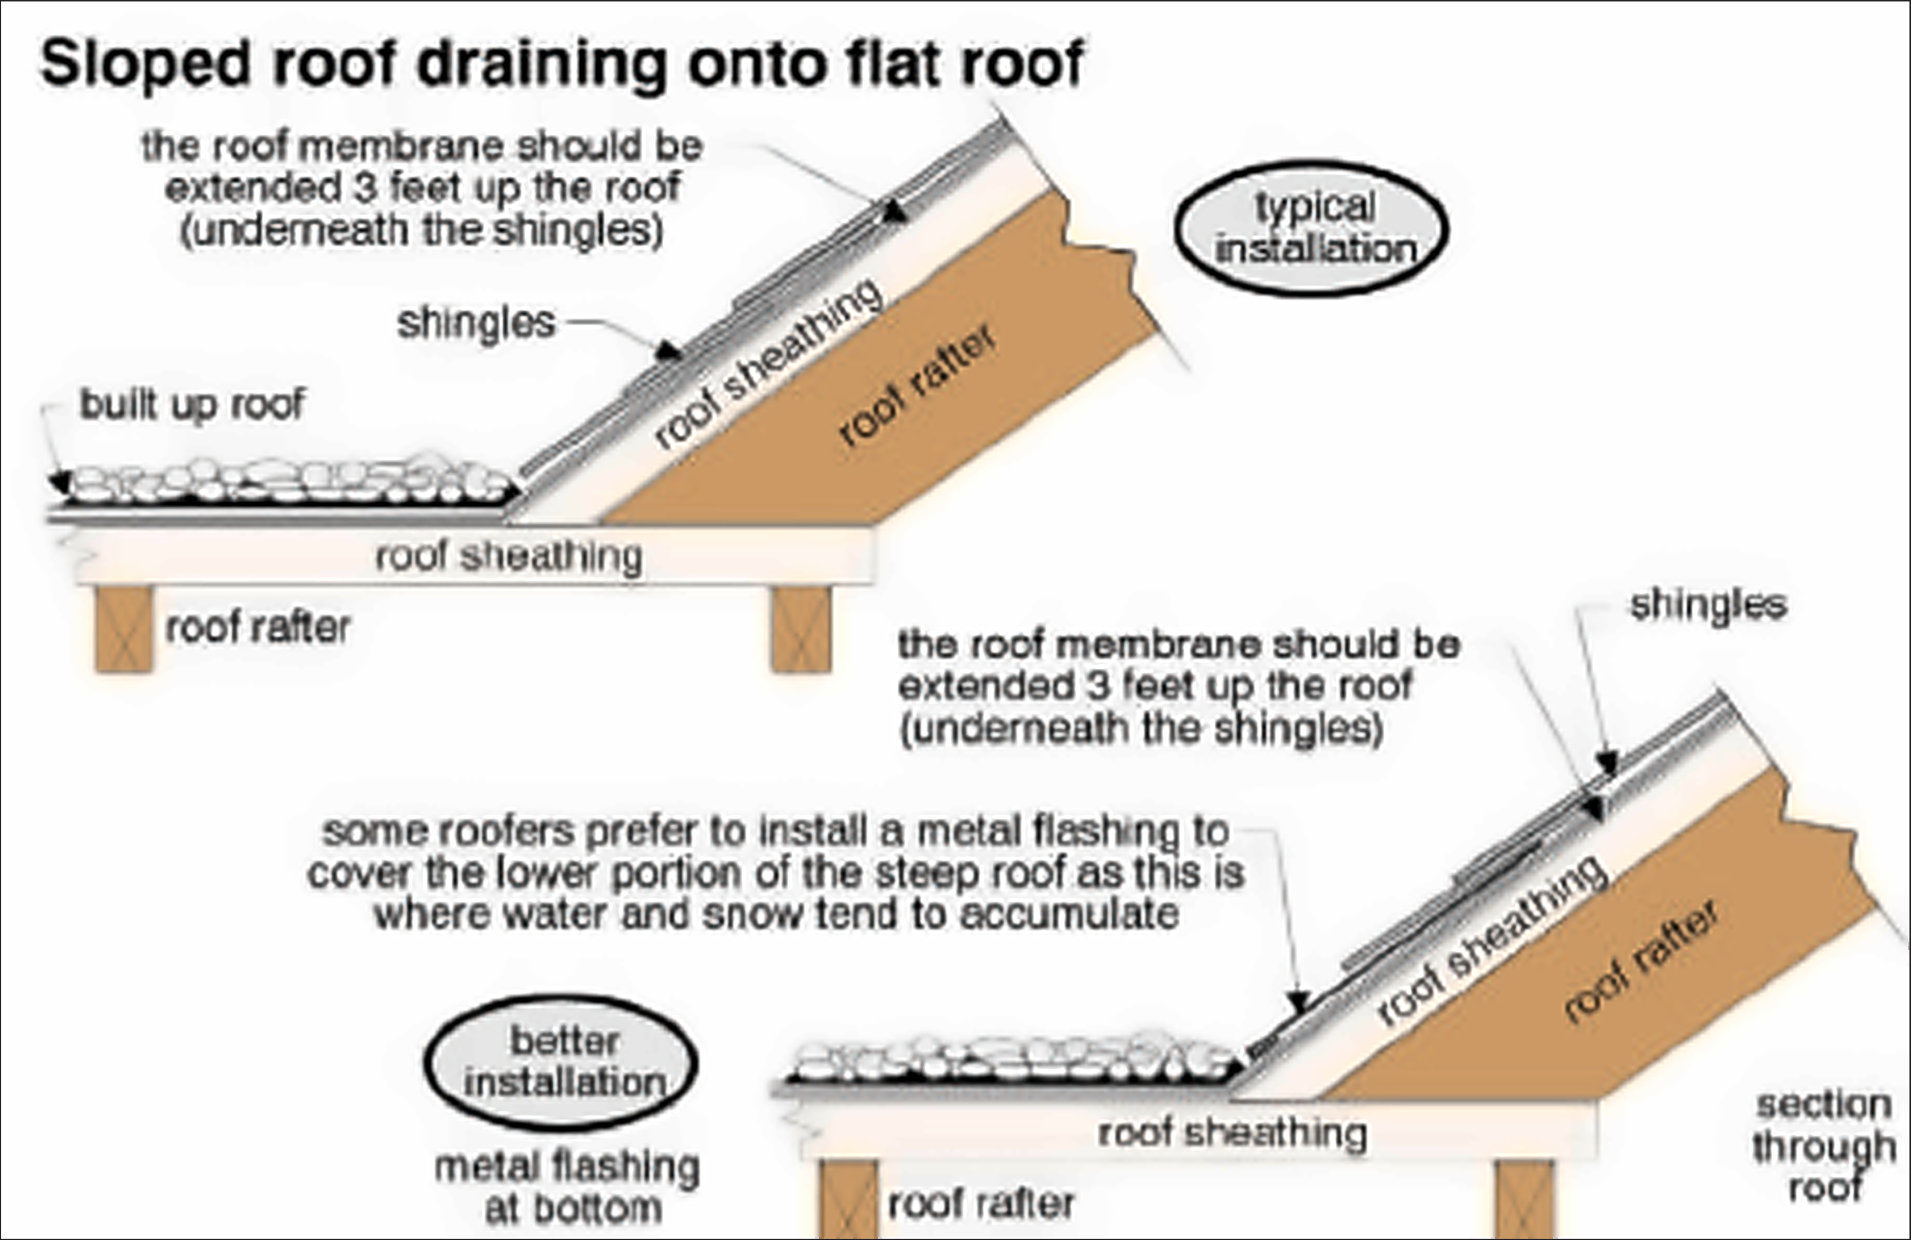 Sloped roof draining onto flat roof
the roof membrane should be
extended 3 feet up the roof
(underneath the shingles)
typical
installation
shingles
roof sheathing
roof rafter
built up roof
roof sheathing
roof rafter
shingles
the roof membrane should be
extended 3 feet up the roof
(underneath the shingles)
some roofers prefer to install a metal flashing to
cover the lower portion of the steep roof as this is
where water and snow tend to accumulate
roof sheathing
roof rafter
better
installation
metal flashing
at bottom
roof sheathing
roof rafter
section
through
roof